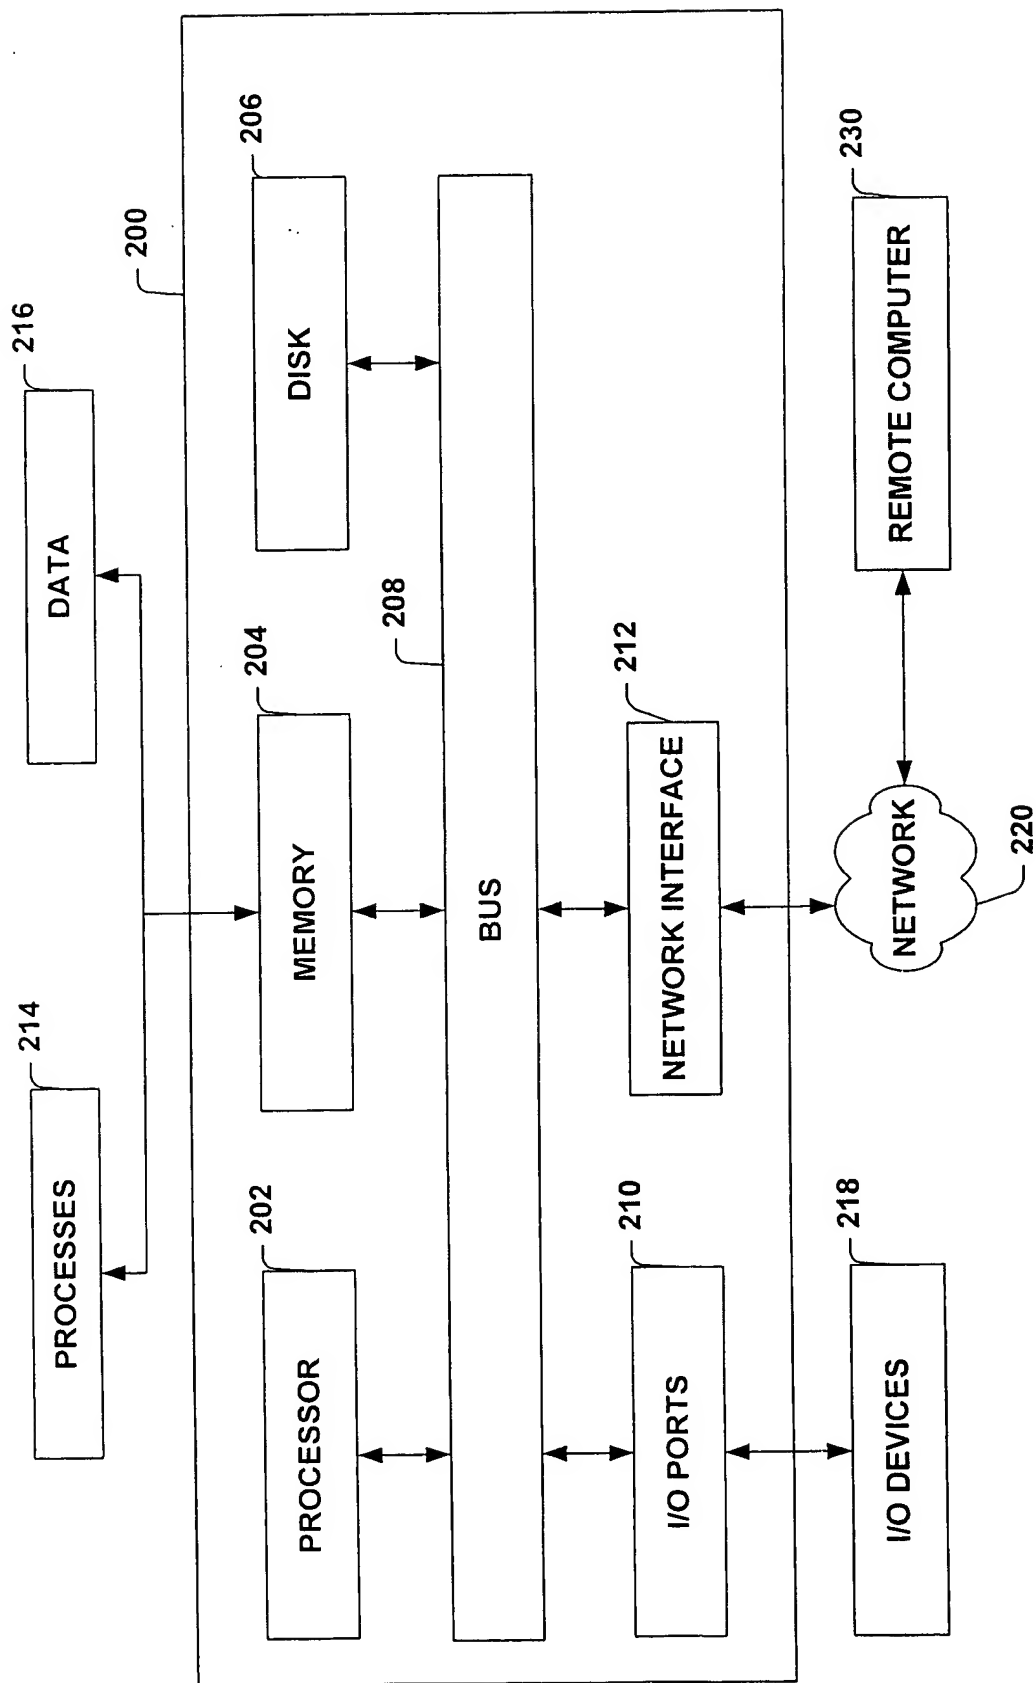 214
PROCESSES
216
DATA
200
202
PROCESSOR
204
MEMORY
206
DISK
208
BUS
210
I/O PORTS
212
NETWORK INTERFACE
218
I/O DEVICES
NETWORK
220
230
REMOTE COMPUTER